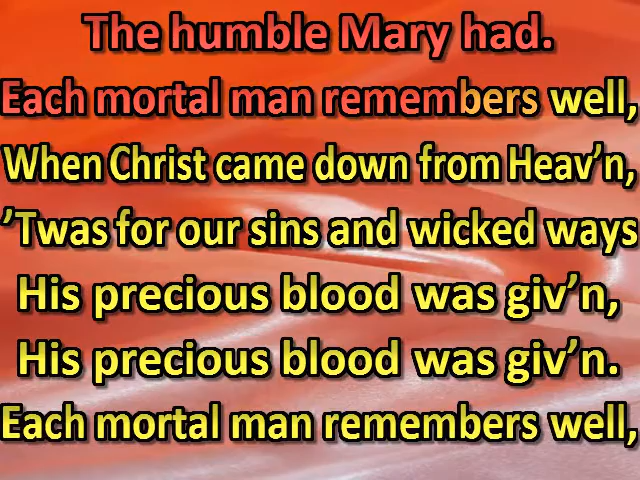 The humble Mary had.
Each mortal man remembers well,
When Christ came down from Heav’n,
’Twas for our sins and wicked ways
His precious blood was giv’n,
His precious blood was giv’n.
Each mortal man remembers well,